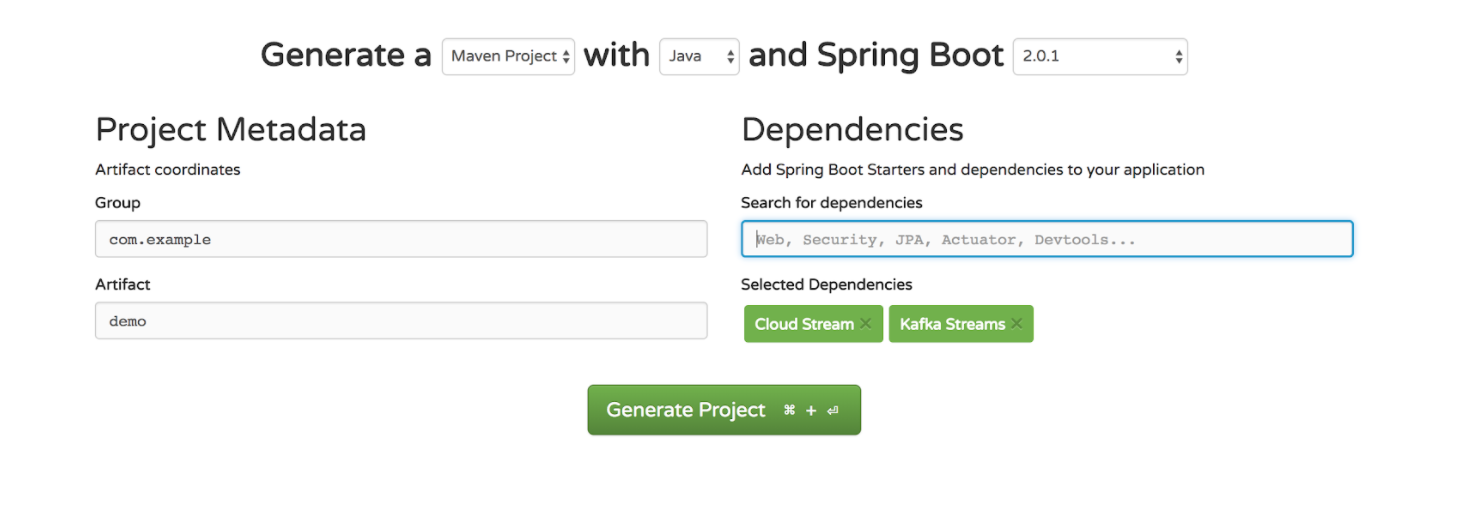 Generate a Maven Project with Java and Spring Boot 2.0.1
Project Metadata
Artifact coordinates
Group
com.example
Artifact
demo
Dependencies
Add Spring Boot Starters and dependencies to your application
Search for dependencies
Web, Security, JPA, Actuator, Devtools...
Selected Dependencies
Cloud Stream × Kafka Streams ×
Generate Project ⌘ + ⏎